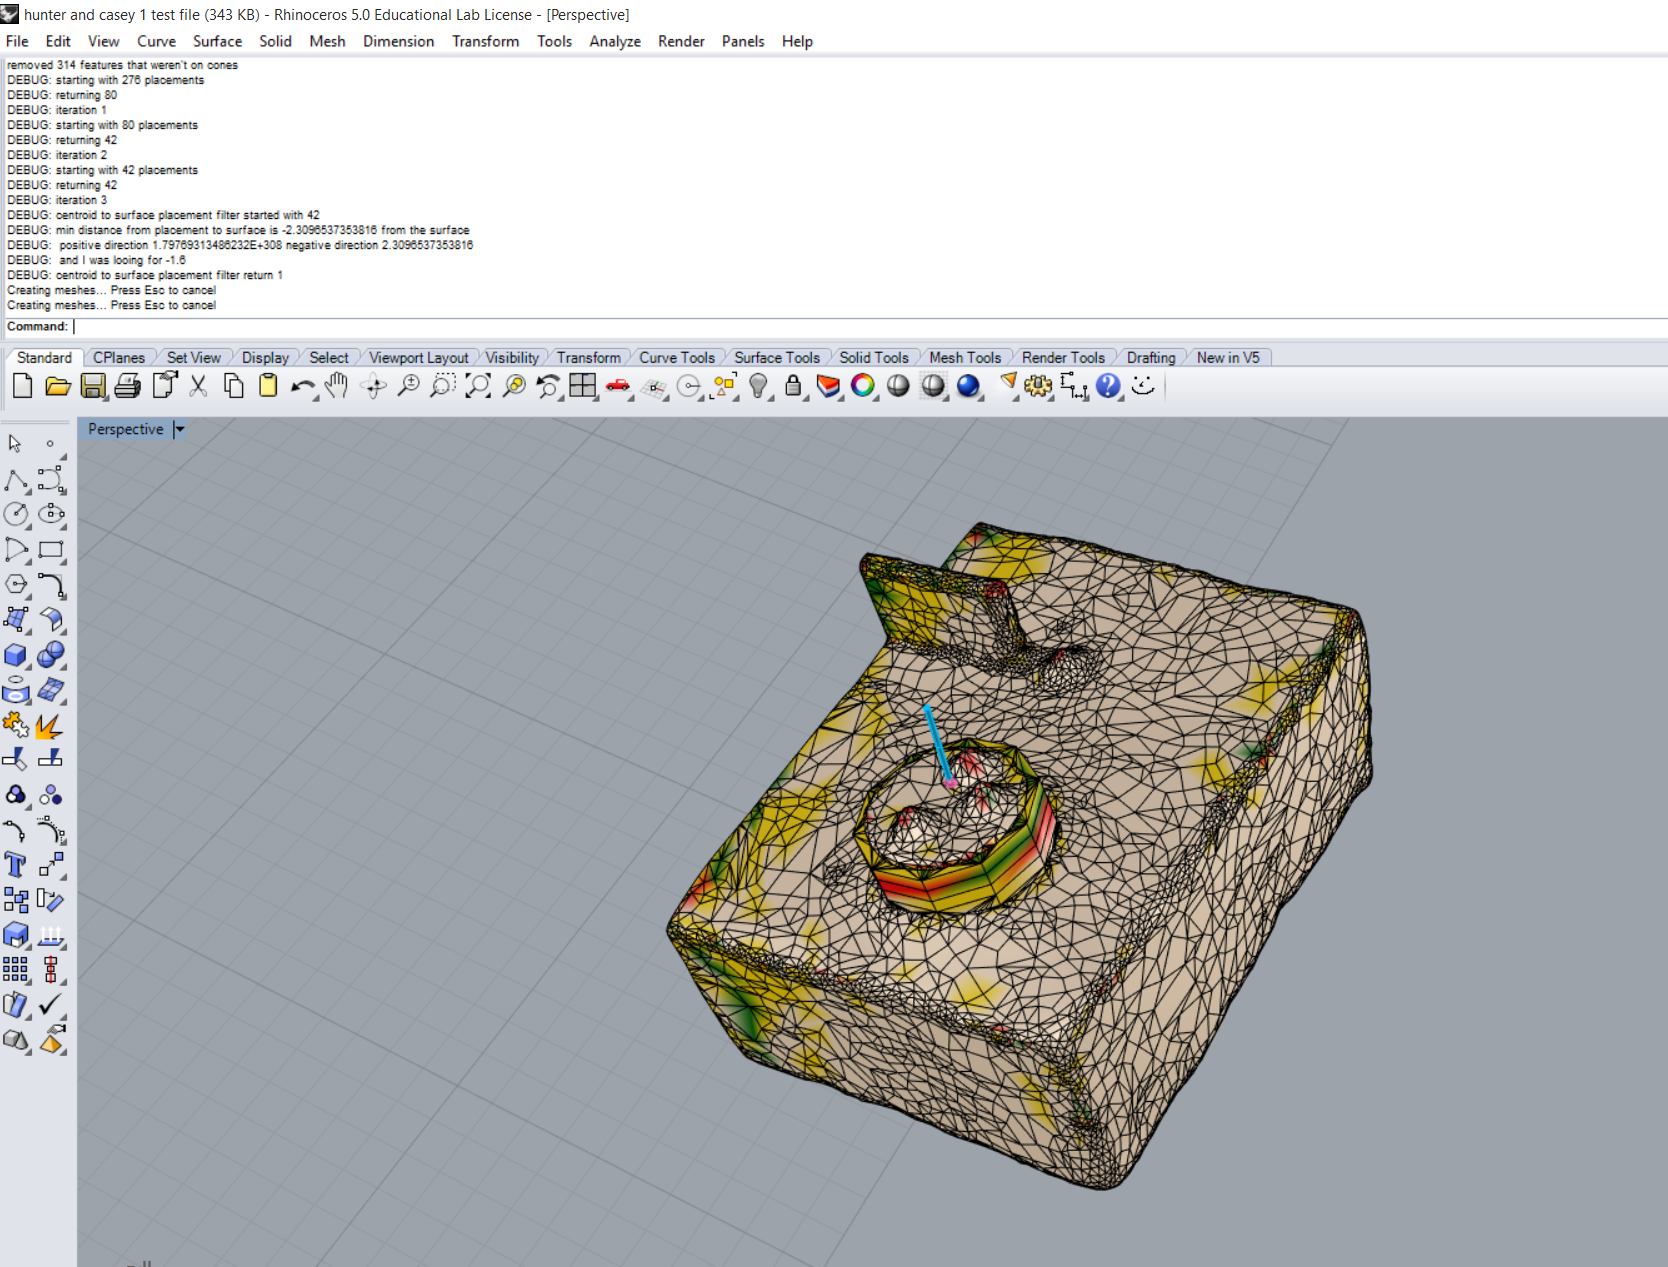 hunter and casey 1 test file (343 KB) - Rhinoceros 5.0 Educational Lab License - [Perspective]
File Edit View Curve Surface Solid Mesh Dimension Transform Tools Analyze Render Panels Help
removed 314 features that weren't on cones
DEBUG: starting with 276 placements
DEBUG: returning 80
DEBUG: iteration 1
DEBUG: starting with 80 placements
DEBUG: returning 42
DEBUG: iteration 2
DEBUG: starting with 42 placements
DEBUG: returning 42
DEBUG: iteration 3
DEBUG: centroid to surface placement filter started with 42
DEBUG: min distance from placement to surface is -2.3096537353816 from the surface
DEBUG: positive direction 1.79769313486232E+308 negative direction 2.3096537353816
DEBUG: and I was looing for -1.6
DEBUG: centroid to surface placement filter return 1
Creating meshes... Press Esc to cancel
Creating meshes... Press Esc to cancel
Command:
Standard CPlanes Set View Display Select Viewport Layout Visibility Transform Curve Tools Surface Tools Solid Tools Mesh Tools Render Tools Drafting New in V5
Perspective